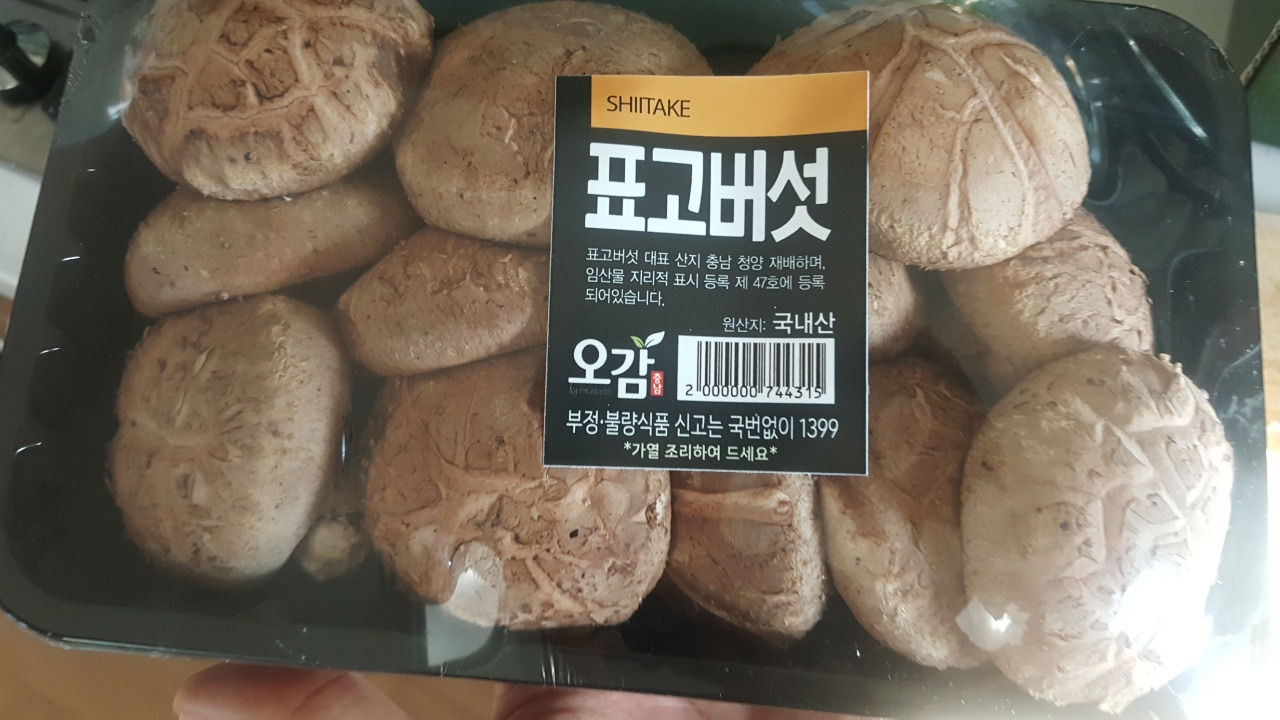 SHIITAKE
표고버섯
표고버섯 대표 산지 충남 청양 재배하며,
임산물 지리적 표시 등록 제 47호에 등록
되어있습니다.
원산지: 국내산
오감
충남
2 000000 744315
부정·불량식품 신고는 국번없이 1399
*가열 조리하여 드세요*